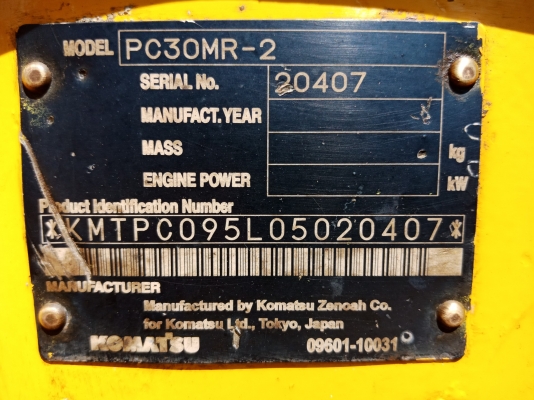 MODEL PC30MR-2
SERIAL No. 20407
MANUFACT. YEAR
MASS kg
ENGINE POWER kW
Product Identification Number
*KMTPC095L05020407*
MANUFACTURER
Manufactured by Komatsu Zenoah Co.
for Komatsu Ltd., Tokyo, Japan
KOMATSU 09601-10031